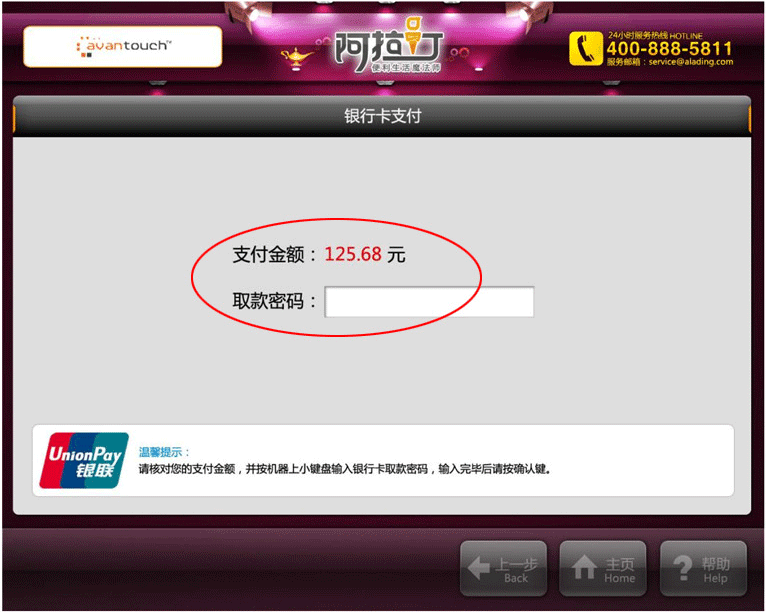 avantouch™
阿拉丁
便利生活魔法师
24小时服务热线 HOTLINE
400-888-5811
服务邮箱：service@alading.com
银行卡支付
支付金额：125.68 元
取款密码：
UnionPay
银联
温馨提示：
请核对您的支付金额，并按机器上小键盘输入银行卡取款密码，输入完毕后请按确认键。
上一步
Back
主页
Home
帮助
Help